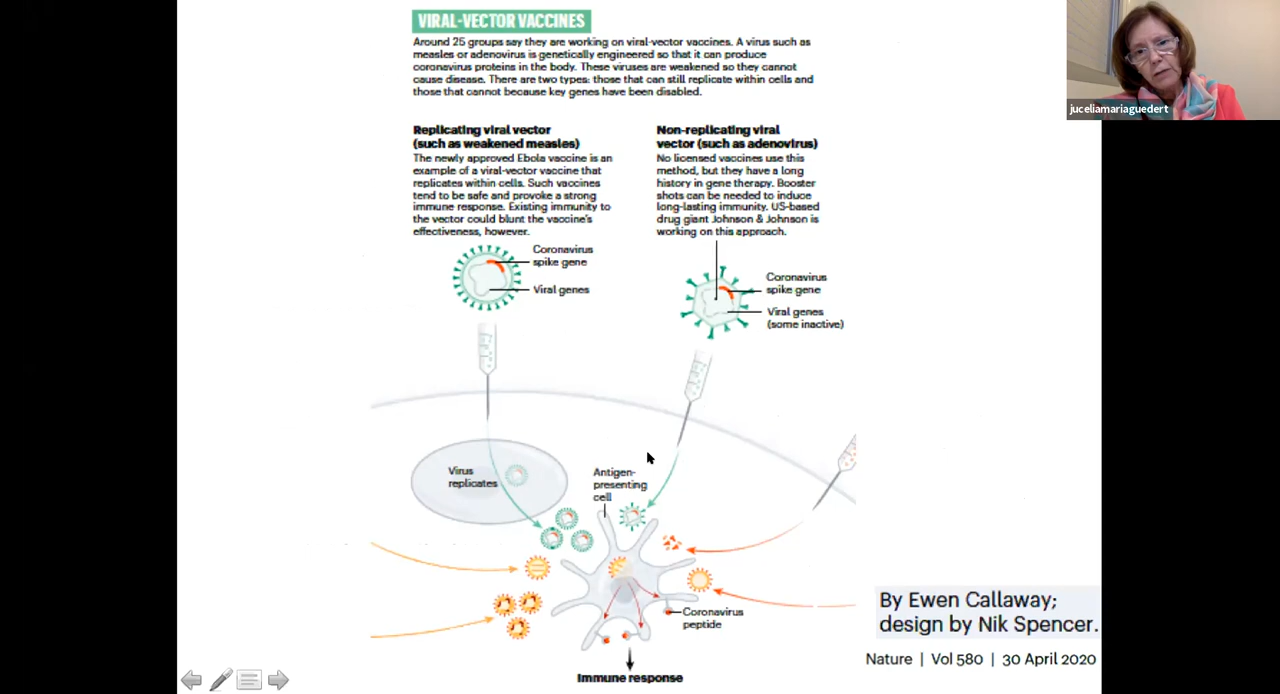 VIRAL-VECTOR VACCINES
Around 25 groups say they are working on viral-vector vaccines. A virus such as
measles or adenovirus is genetically engineered so that it can produce
coronavirus proteins in the body. These viruses are weakened so they cannot
cause disease. There are two types: those that can still replicate within cells and
those that cannot because key genes have been disabled.
juceliamariaguedert
Replicating viral vector
(such as weakened measles)
The newly approved Ebola vaccine is an
example of a viral-vector vaccine that
replicates within cells. Such vaccines
tend to be safe and provoke a strong
immune response. Existing immunity to
the vector could blunt the vaccine's
effectiveness, however.
Non-replicating viral
vector (such as adenovirus)
No licensed vaccines use this
method, but they have a long
history in gene therapy. Booster
shots can be needed to induce
long-lasting immunity. US-based
drug giant Johnson & Johnson is
working on this approach.
Coronavirus
spike gene
Viral genes
Coronavirus
spike gene
Viral genes
(some inactive)
Virus
replicates
Antigen-
presenting
cell
Coronavirus
peptide
Immune response
By Ewen Callaway;
design by Nik Spencer.
Nature | Vol 580 | 30 April 2020